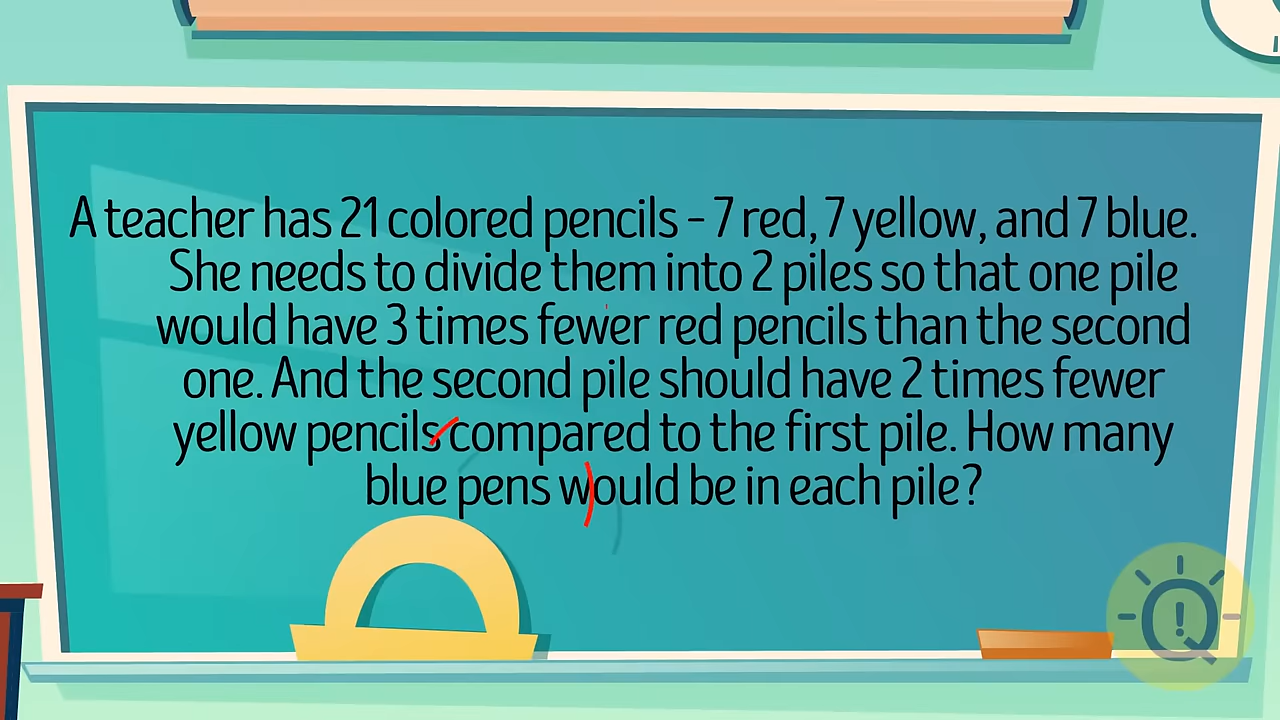 A teacher has 21 colored pencils - 7 red, 7 yellow, and 7 blue.
She needs to divide them into 2 piles so that one pile
would have 3 times fewer red pencils than the second
one. And the second pile should have 2 times fewer
yellow pencils compared to the first pile. How many
blue pens would be in each pile?